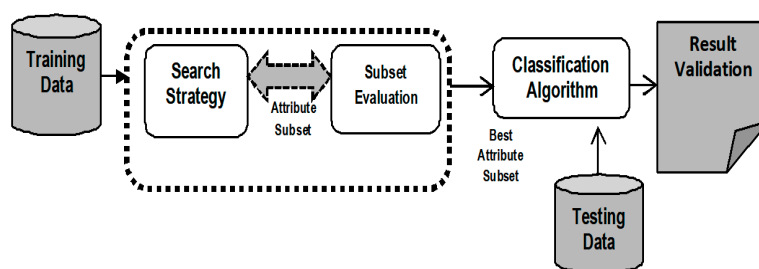 Training
Data
Search
Strategy
Attribute
Subset
Subset
Evaluation
Classification
Algorithm
Best
Attribute
Subset
Testing
Data
Result
Validation